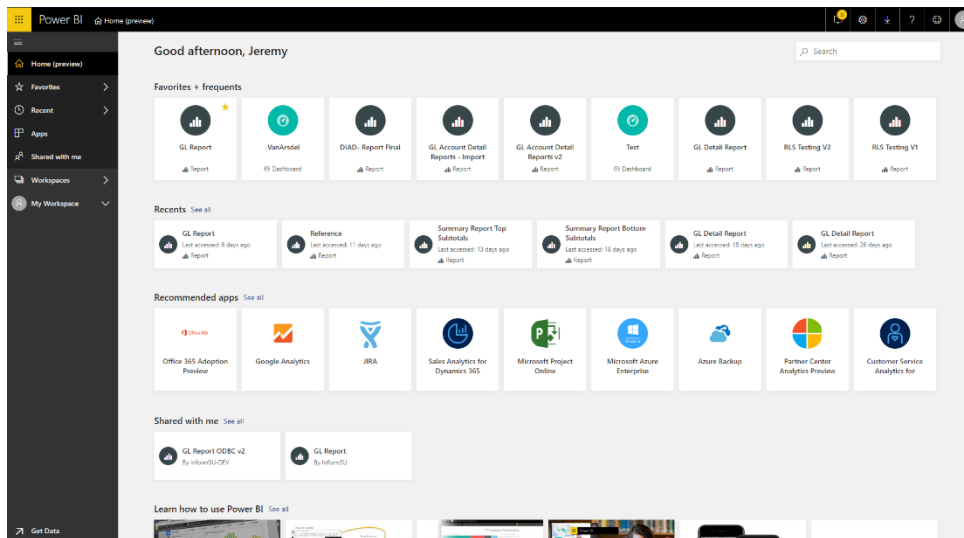 Power BI
Home (preview)
Home (preview)
Favorites
Recent
Apps
Shared with me
Workspaces
My Workspace
Get Data
Good afternoon, Jeremy
Search
Favorites + frequents
GL Report
Report
.VanArsdel
Dashboard
DIAD- Report Final
Report
GL Account Detail
Reports - Import
Report
GL Account Detail
Reports v2
Report
Test
Dashboard
GL Detail Report
Report
RLS Testing V2
Report
RLS Testing V1
Report
Recents See all
GL Report
Last accessed: 6 days ago
Report
Reference
Last accessed: 11 days ago
Report
Summary Report Top
Subtotals
Last accessed: 13 days ago
Report
Summary Report Bottom
Subtotals
Last accessed: 16 days ago
Report
GL Detail Report
Last accessed: 18 days ago
Report
GL Detail Report
Last accessed: 26 days ago
Report
Recommended apps See all
Office 365
Office 365 Adoption
Preview
Google Analytics
JIRA
Sales Analytics for
Dynamics 365
Microsoft Project
Online
Microsoft Azure
Enterprise
Azure Backup
Partner Center
Analytics Preview
Customer Service
Analytics for
Shared with me See all
GL Report ODBC v2
By InformSU-DEV
GL Report
By InformSU
Learn how to use Power BI See all